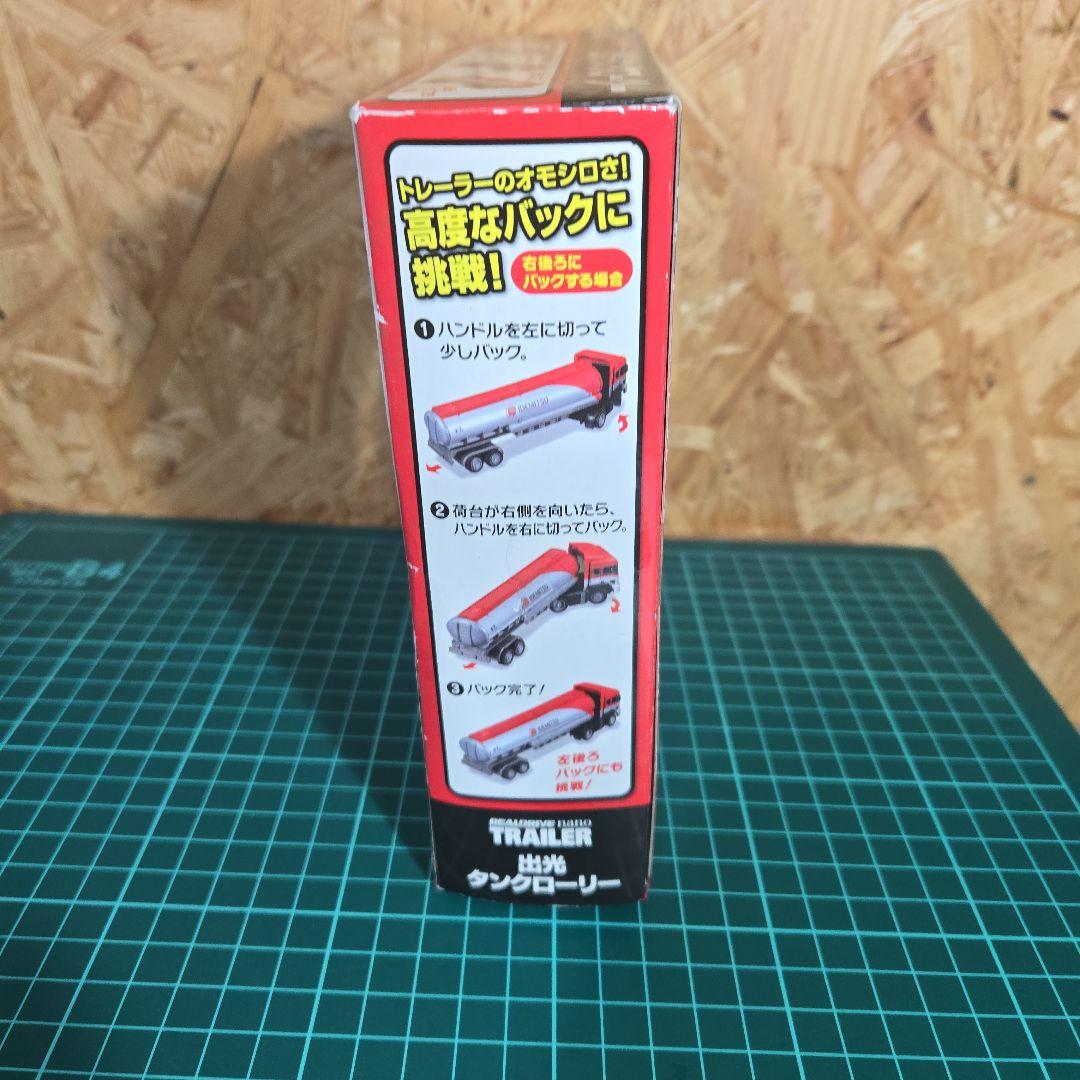 トレーラーのオモシロさ!
高度なバックに
挑戦!
右後ろに
バックする場合
❶ハンドルを左に切って
少しバック。
IDEMITSU
❷荷台が右側を向いたら、
ハンドルを右に切ってバック。
IDEMITSU
❸バック完了!
IDEMITSU
左後ろ
バックにも
挑戦!
REALDRIVE nano
TRAILER
出光
タンクローリー